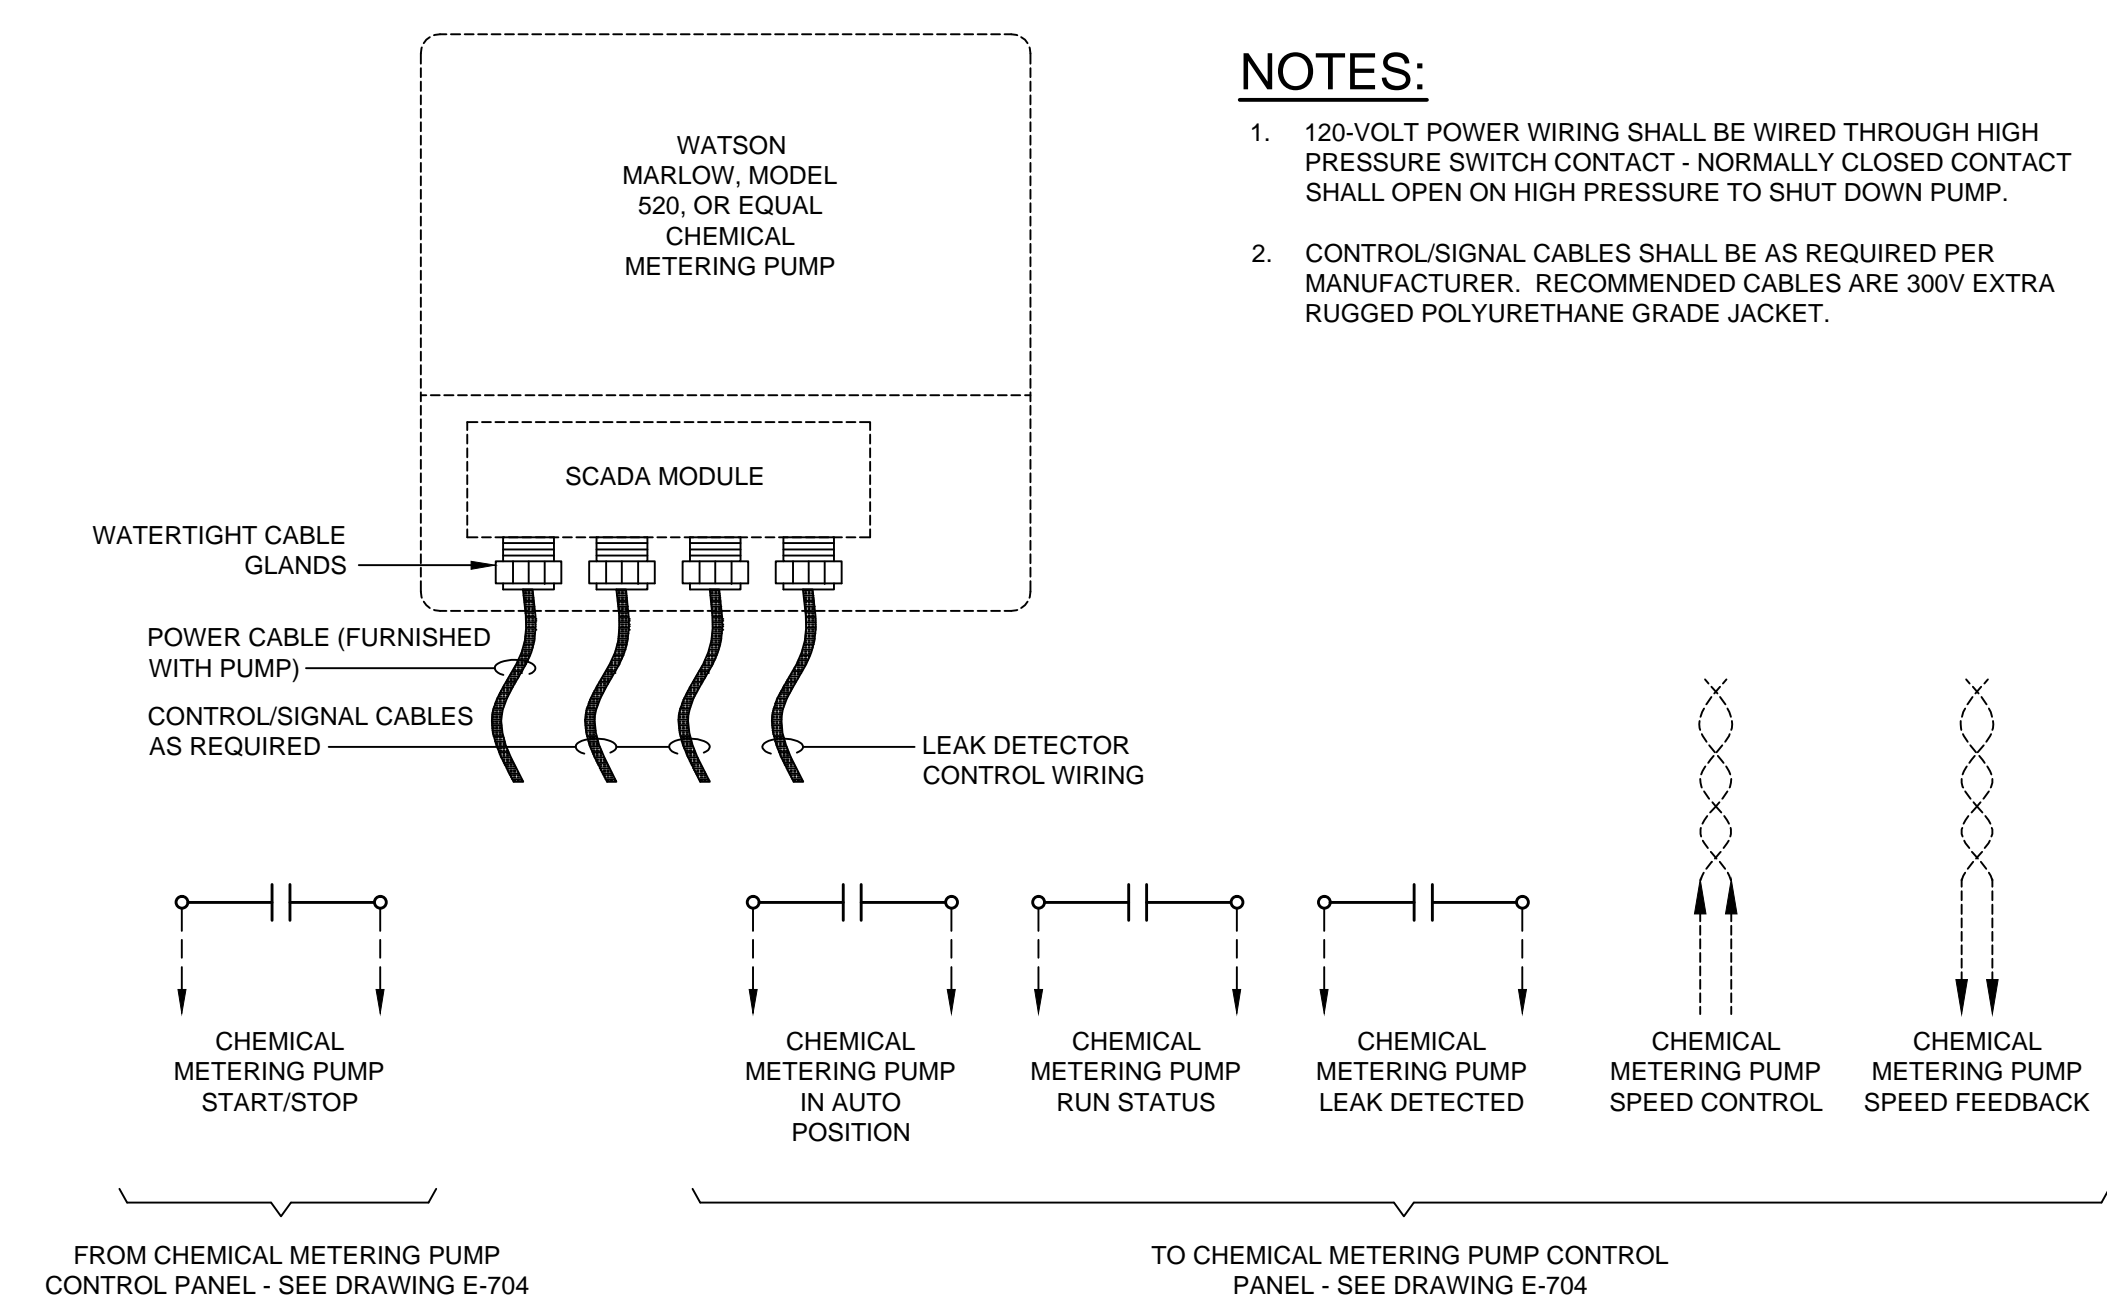 WATSON
MARLOW, MODEL
520, OR EQUAL
CHEMICAL
METERING PUMP
SCADA MODULE
WATERTIGHT CABLE
GLANDS
POWER CABLE (FURNISHED
WITH PUMP)
CONTROL/SIGNAL CABLES
AS REQUIRED
LEAK DETECTOR
CONTROL WIRING
NOTES:
1. 120-VOLT POWER WIRING SHALL BE WIRED THROUGH HIGH
PRESSURE SWITCH CONTACT - NORMALLY CLOSED CONTACT
SHALL OPEN ON HIGH PRESSURE TO SHUT DOWN PUMP.
2. CONTROL/SIGNAL CABLES SHALL BE AS REQUIRED PER
MANUFACTURER. RECOMMENDED CABLES ARE 300V EXTRA
RUGGED POLYURETHANE GRADE JACKET.
CHEMICAL
METERING PUMP
START/STOP
CHEMICAL
METERING PUMP
IN AUTO
POSITION
CHEMICAL
METERING PUMP
RUN STATUS
CHEMICAL
METERING PUMP
LEAK DETECTED
CHEMICAL
METERING PUMP
SPEED CONTROL
CHEMICAL
METERING PUMP
SPEED FEEDBACK
FROM CHEMICAL METERING PUMP
CONTROL PANEL - SEE DRAWING E-704
TO CHEMICAL METERING PUMP CONTROL
PANEL - SEE DRAWING E-704